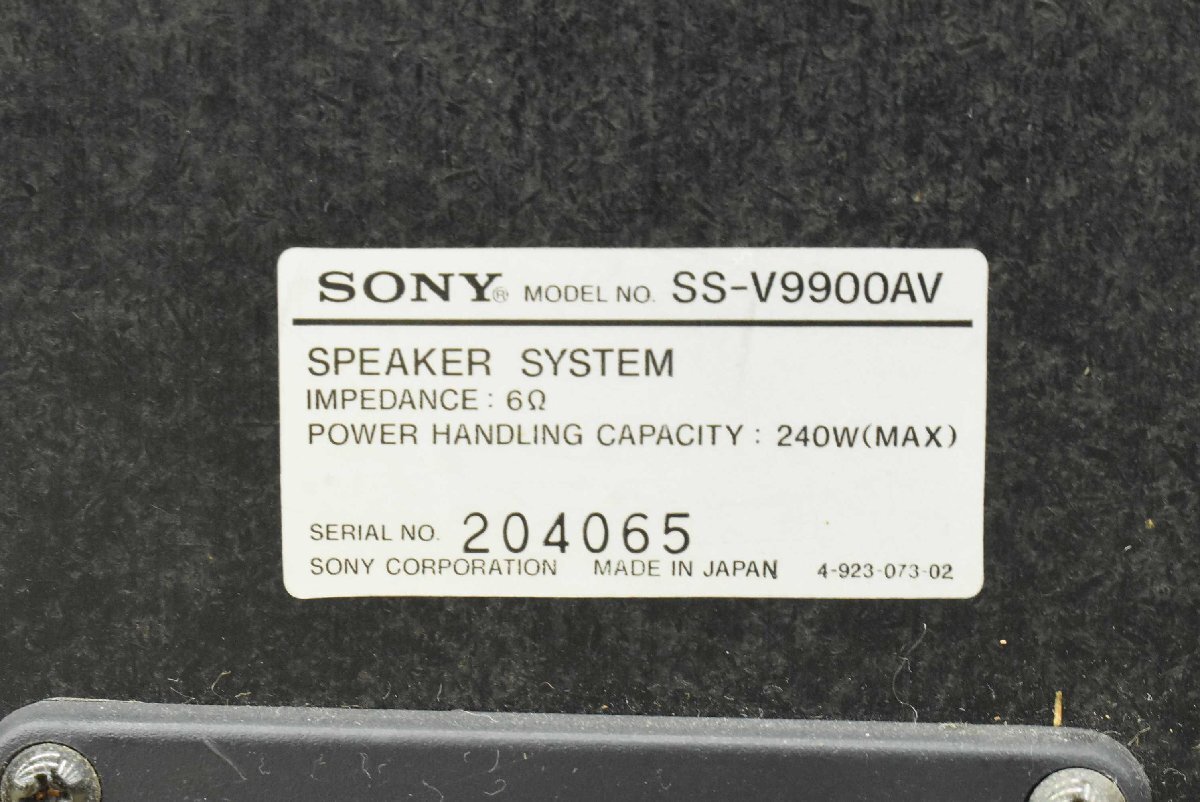 SONY® MODEL NO. SS-V9900AV
SPEAKER SYSTEM
IMPEDANCE : 6Ω
POWER HANDLING CAPACITY : 240W(MAX)
SERIAL NO. 204065
SONY CORPORATION MADE IN JAPAN 4-923-073-02